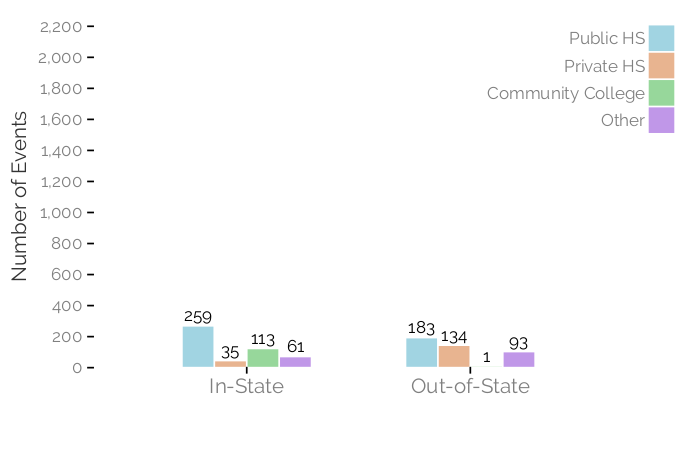 Number of Events
2,200
2,000
1,800
1,600
1,400
1,200
1,000
800
600
400
200
0
Public HS
Private HS
Community College
Other
259
35
113
61
183
134
1
93
In-State
Out-of-State